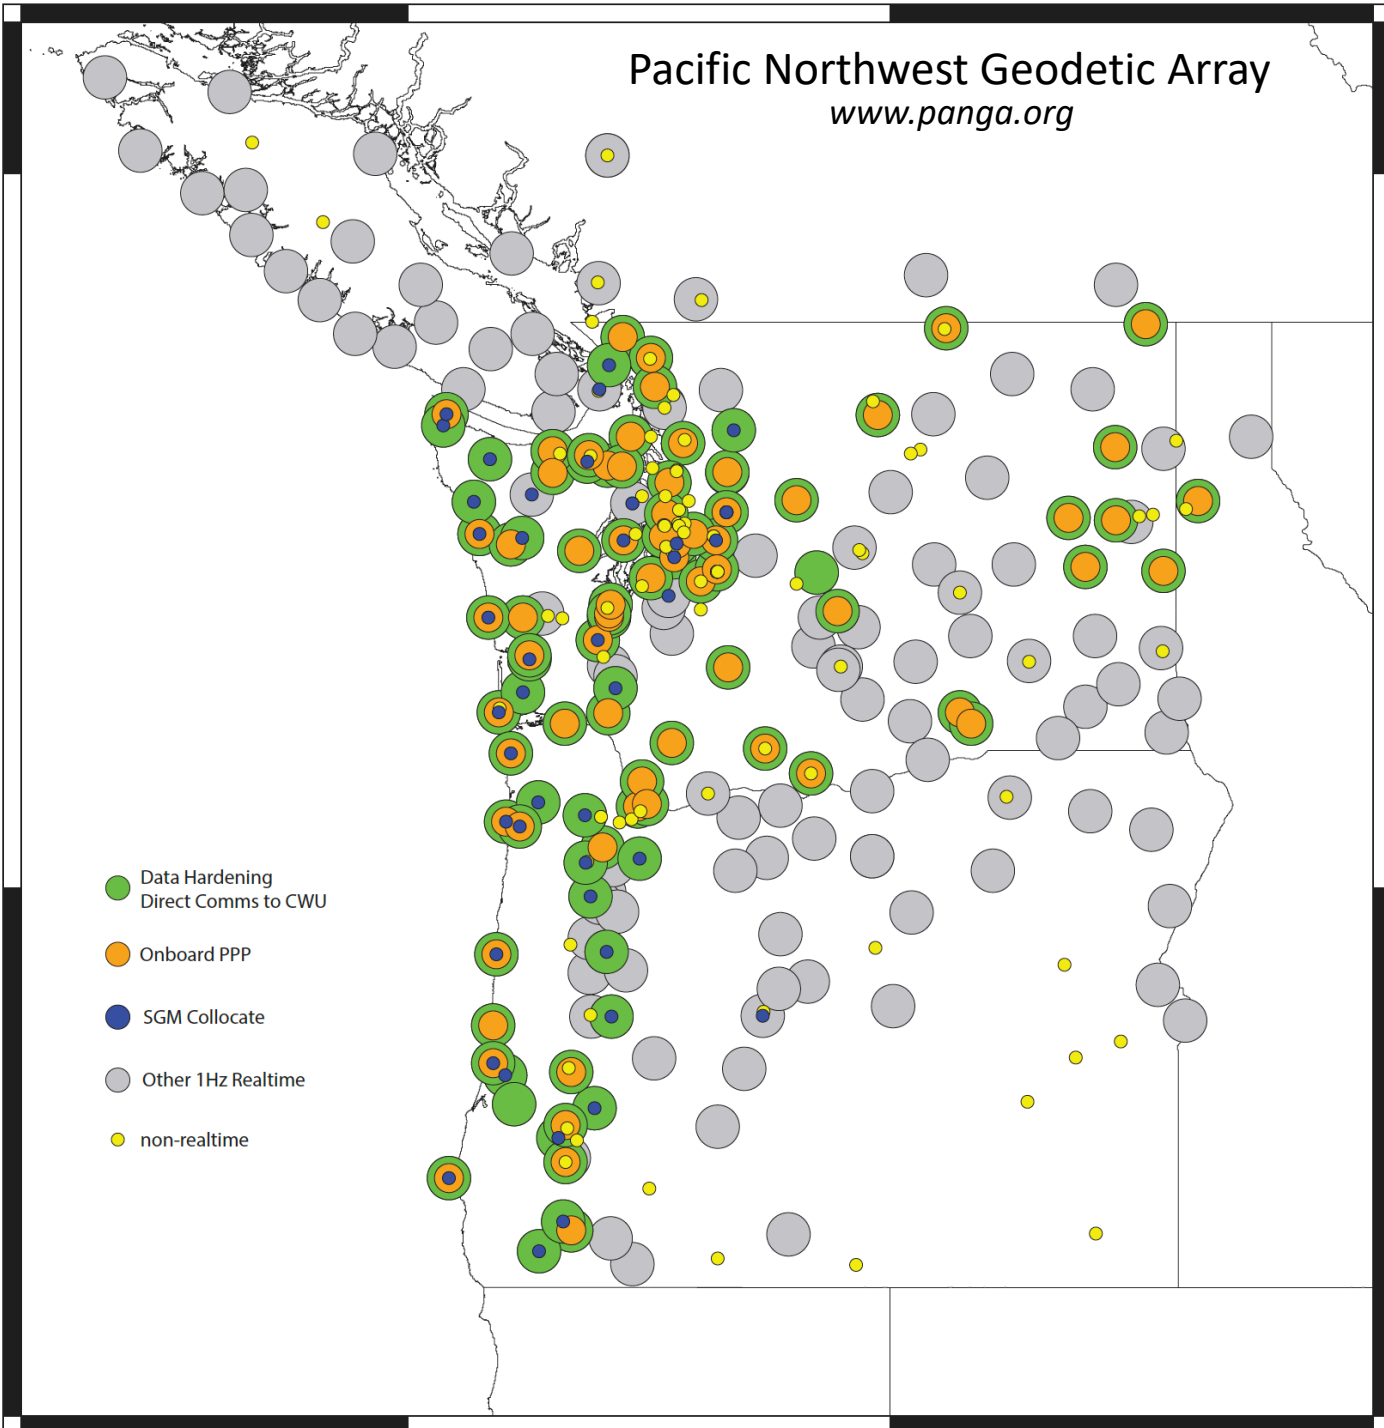 Pacific Northwest Geodetic Array
www.panga.org
Data Hardening
Direct Comms to CWU
Onboard PPP
SGM Collocate
Other 1Hz Realtime
non-realtime